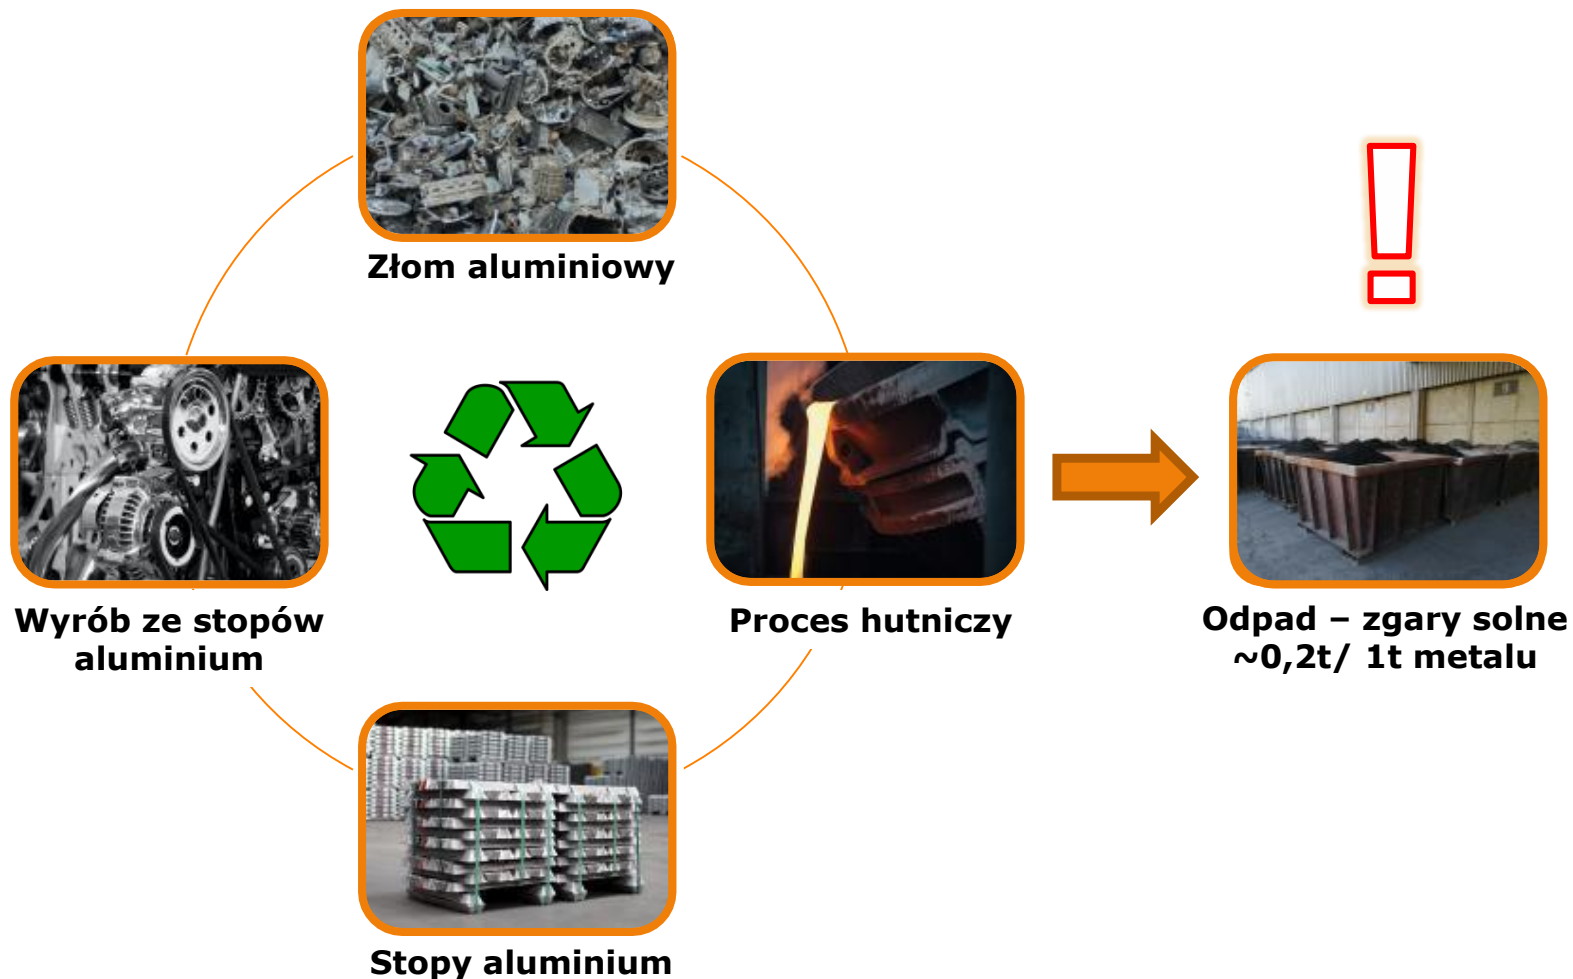 Złom aluminiowy
Wyrób ze stopów
aluminium
Proces hutniczy
Odpad – zgary solne
~0,2t/ 1t metalu
Stopy aluminium